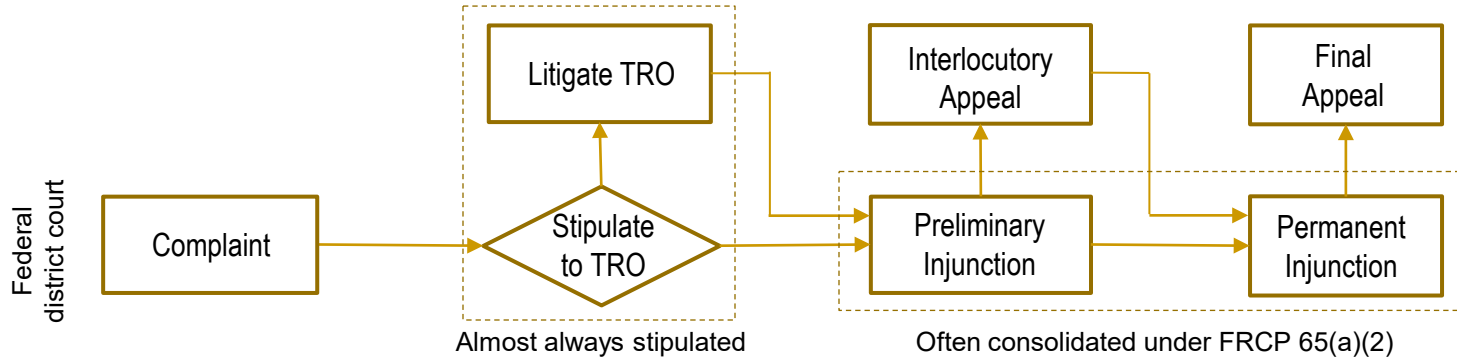 Litigate TRO
Interlocutory
Appeal
Final
Appeal
Federal
district court
Complaint
Stipulate
to TRO
Preliminary
Injunction
Permanent
Injunction
Almost always stipulated
Often consolidated under FRCP 65(a)(2)